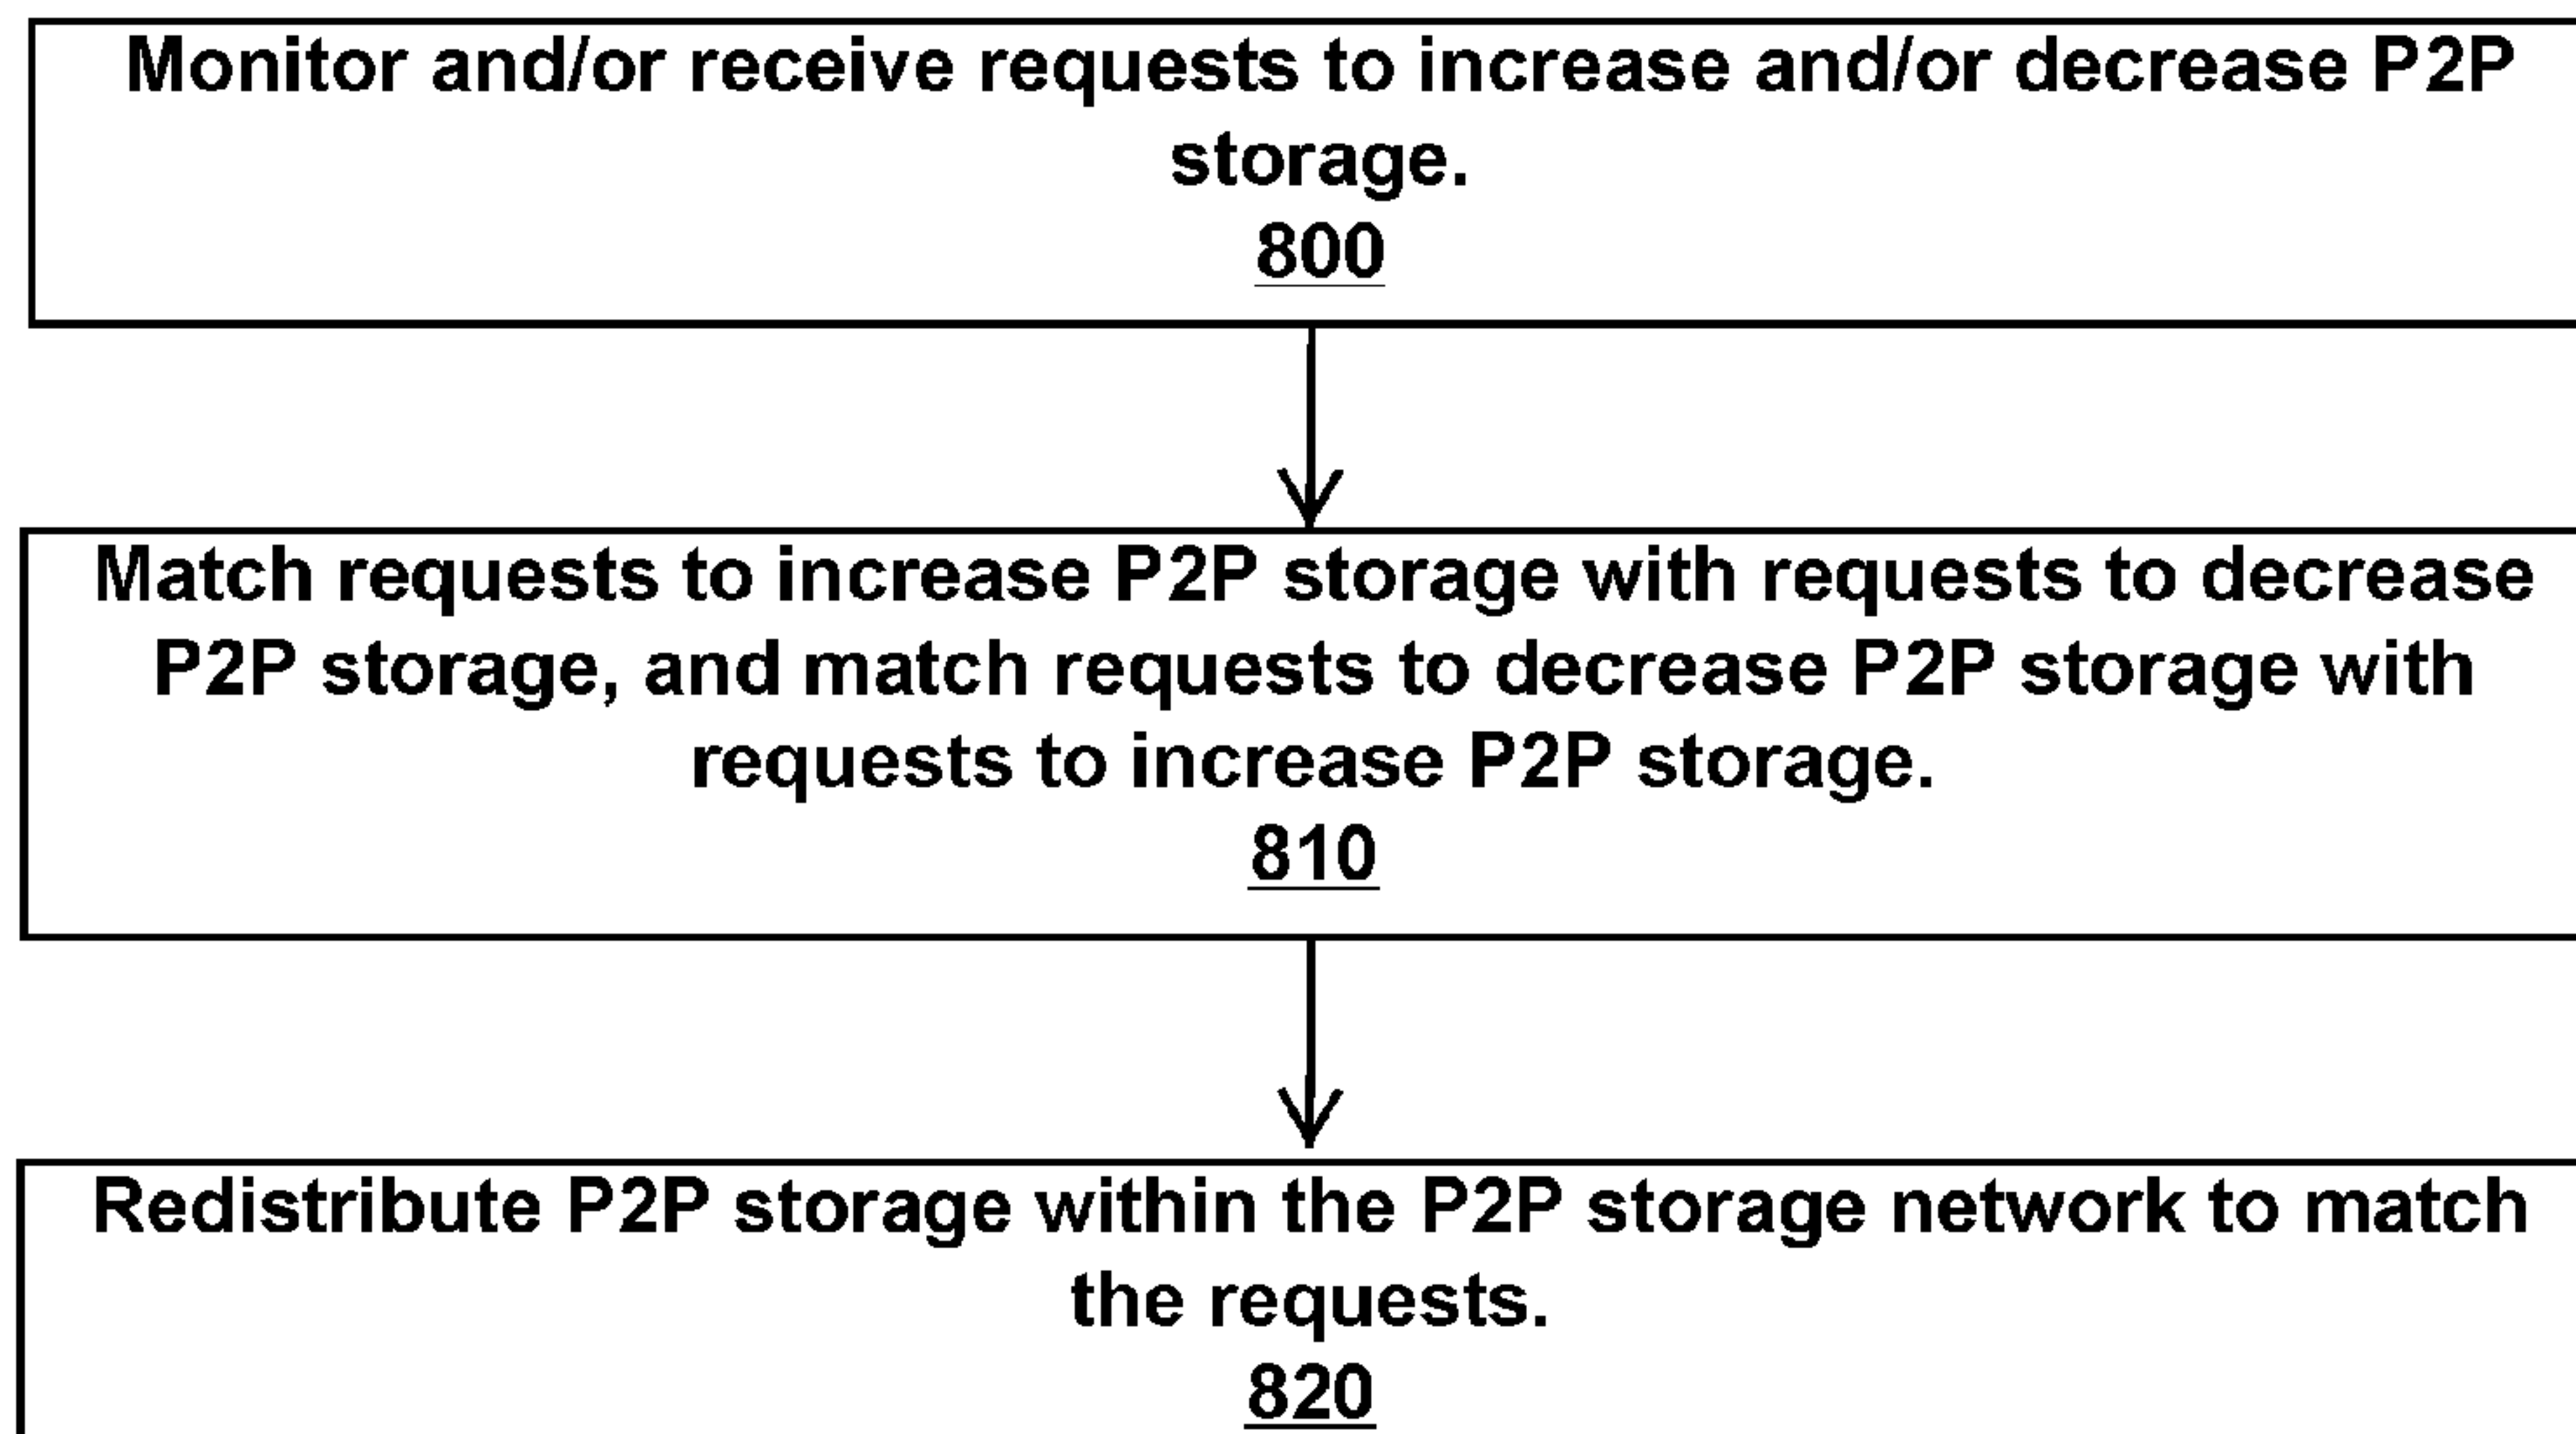 Monitor and/or receive requests to increase and/or decrease P2P
storage.
800
Match requests to increase P2P storage with requests to decrease
P2P storage, and match requests to decrease P2P storage with
requests to increase P2P storage.
810
Redistribute P2P storage within the P2P storage network to match
the requests.
820